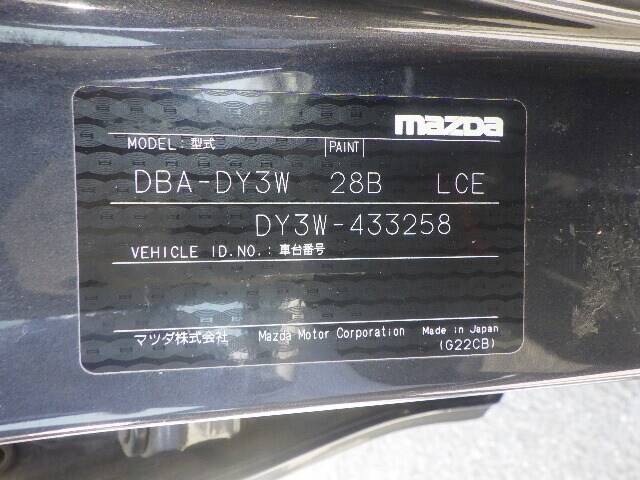 mazda
MODEL: 型式 PAINT
DBA-DY3W 28B LCE
DY3W-433258
VEHICLE ID.NO.: 車台番号
マツダ株式会社 Mazda Motor Corporation Made in Japan
(G22CB)